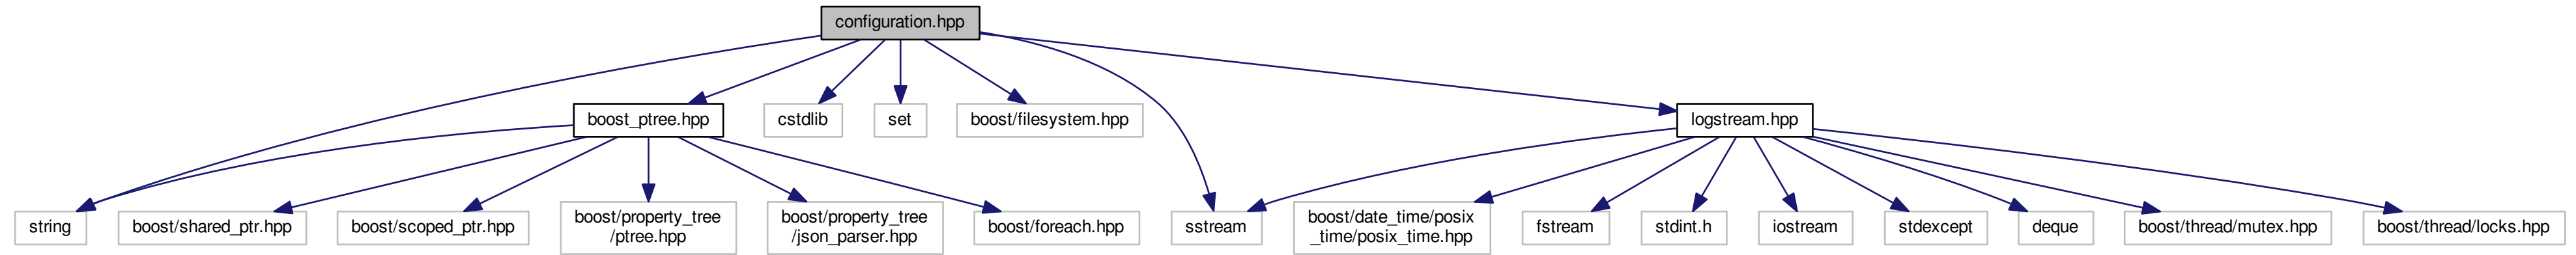 configuration.hpp
boost_ptree.hpp
cstdlib
set
boost/filesystem.hpp
logstream.hpp
string
boost/shared_ptr.hpp
boost/scoped_ptr.hpp
boost/property_tree
/ptree.hpp
boost/property_tree
/json_parser.hpp
boost/foreach.hpp
sstream
boost/date_time/posix
_time/posix_time.hpp
fstream
stdint.h
iostream
stdexcept
deque
boost/thread/mutex.hpp
boost/thread/locks.hpp